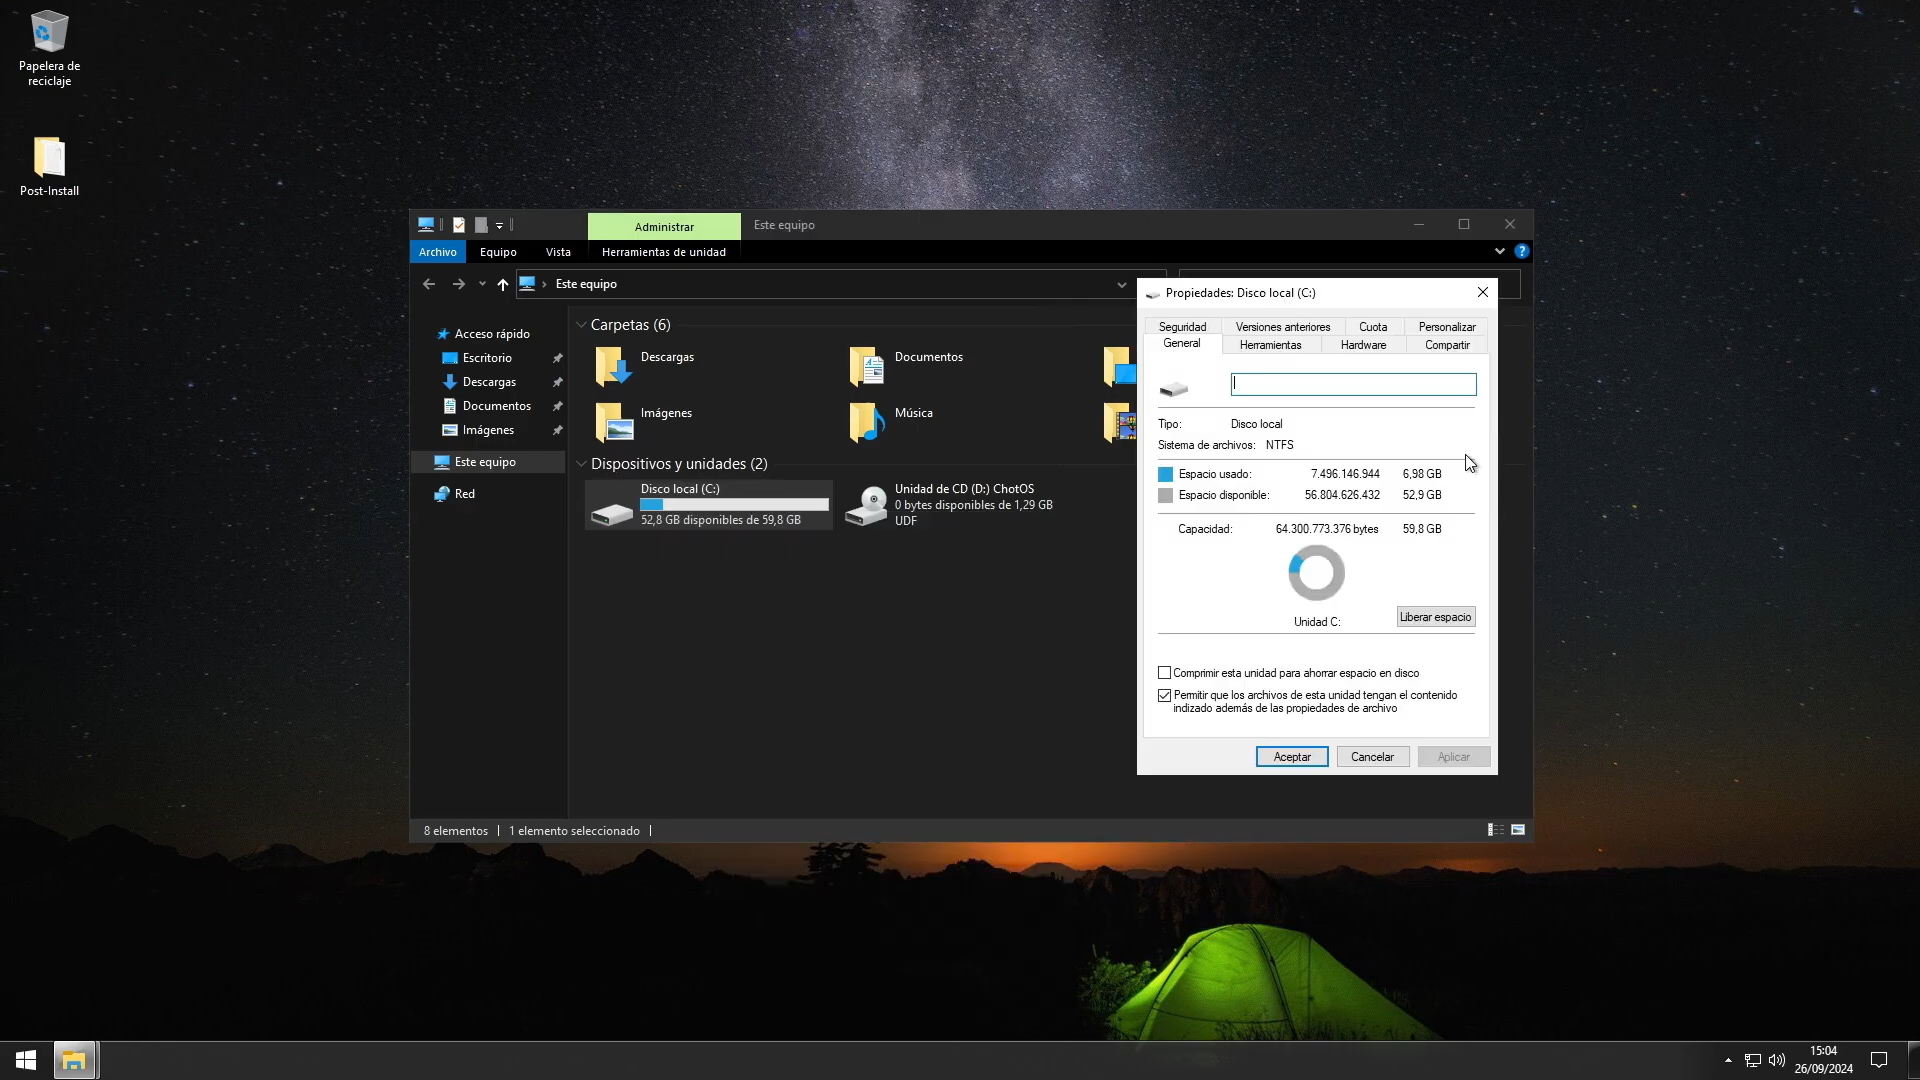 Papelera de
reciclaje
Post-Install
Administrar
Este equipo
Archivo
Equipo
Vista
Herramientas de unidad
Este equipo
Acceso rápido
Escritorio
Descargas
Documentos
Imágenes
Este equipo
Red
Carpetas (6)
Descargas
Documentos
Imágenes
Música
Dispositivos y unidades (2)
Disco local (C:)
52,8 GB disponibles de 59,8 GB
Unidad de CD (D:) ChotOS
0 bytes disponibles de 1,29 GB
UDF
8 elementos
1 elemento seleccionado
Propiedades: Disco local (C:)
Seguridad
Versiones anteriores
Cuota
Personalizar
General
Herramientas
Hardware
Compartir
Tipo:
Disco local
Sistema de archivos:
NTFS
Espacio usado:
7.496.146.944
6,98 GB
Espacio disponible:
56.804.626.432
52,9 GB
Capacidad:
64.300.773.376 bytes
59,8 GB
Unidad C:
Liberar espacio
Comprimir esta unidad para ahorrar espacio en disco
Permitir que los archivos de esta unidad tengan el contenido
indizado además de las propiedades de archivo
Aceptar
Cancelar
Aplicar
15:04
26/09/2024